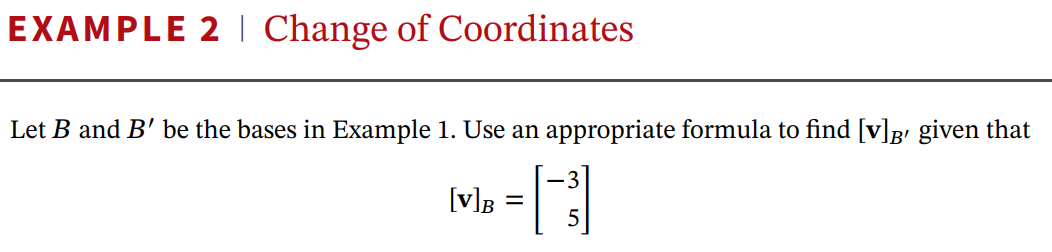 EXAMPLE 2 | Change of Coordinates
Let B and B′ be the bases in Example 1. Use an appropriate formula to find [v]B′ given that
[v]B = [−3
5]